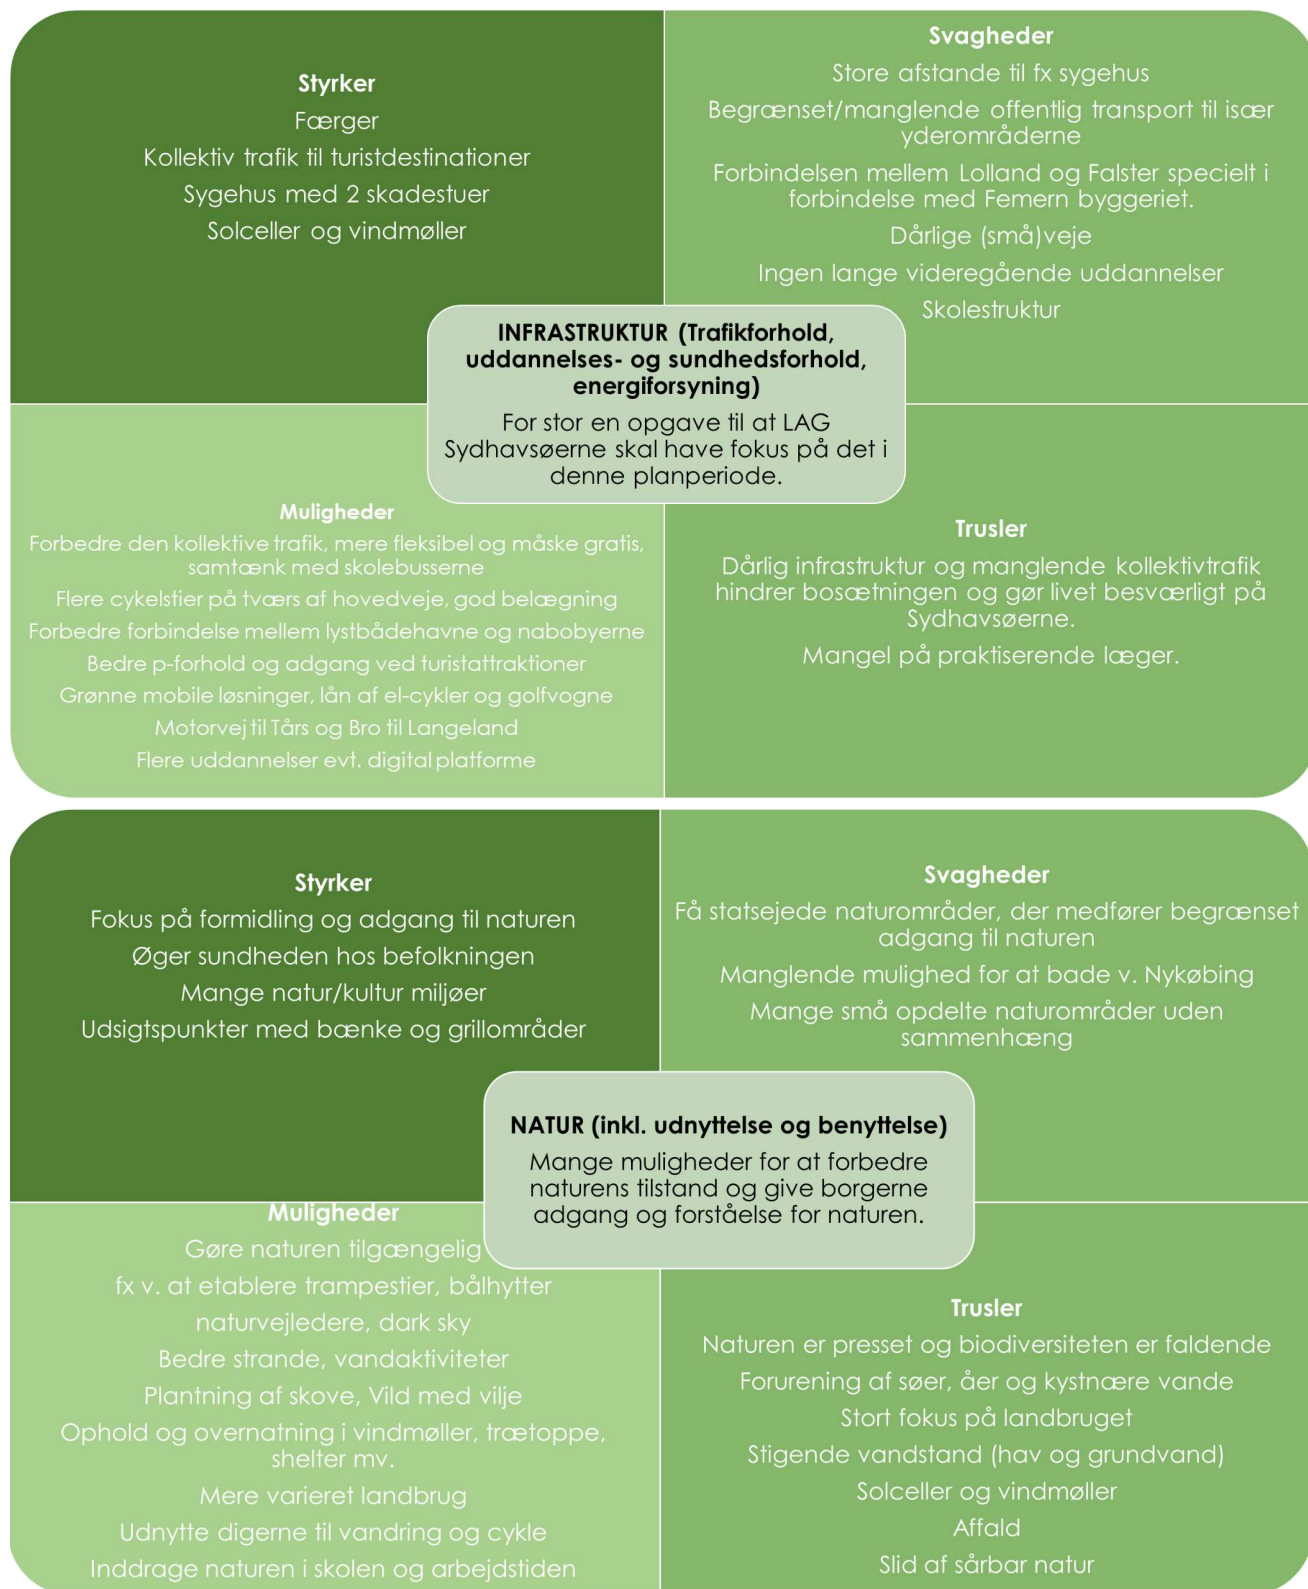 Styrker
Færger
Kollektiv trafik til turistdestinationer
Sygehus med 2 skadestuer
Solceller og vindmøller
Svagheder
Store afstande til fx sygehus
Begrænset/manglende offentlig transport til især
yderområderne
Forbindelsen mellem Lolland og Falster specielt i
forbindelse med Femern byggeriet.
Dårlige (små)veje
Ingen lange videregående uddannelser
Skolestruktur
INFRASTRUKTUR (Trafikforhold,
uddannelses- og sundhedsforhold,
energiforsyning)
For stor en opgave til at LAG
Sydhavsøerne skal have fokus på det i
denne planperiode.
Muligheder
Forbedre den kollektive trafik, mere fleksibel og måske gratis,
samtænk med skolebusserne
Flere cykelstier på tværs af hovedveje, god belægning
Forbedre forbindelse mellem lystbådehavne og nabobyerne
Bedre p-forhold og adgang ved turistattraktioner
Grønne mobile løsninger, lån af el-cykler og golfvogne
Motorvej til Tårs og Bro til Langeland
Flere uddannelser evt. digital platforme
Trusler
Dårlig infrastruktur og manglende kollektivtrafik
hindrer bosætningen og gør livet besværligt på
Sydhavsøerne.
Mangel på praktiserende læger.
Styrker
Fokus på formidling og adgang til naturen
Øger sundheden hos befolkningen
Mange natur/kultur miljøer
Udsigtspunkter med bænke og grillområder
Svagheder
Få statsejede naturområder, der medfører begrænset
adgang til naturen
Manglende mulighed for at bade v. Nykøbing
Mange små opdelte naturområder uden
sammenhæng
NATUR (inkl. udnyttelse og benyttelse)
Mange muligheder for at forbedre
naturens tilstand og give borgerne
adgang og forståelse for naturen.
Muligheder
Gøre naturen tilgængelig
fx v. at etablere trampestier, bålhytter
naturvejledere, dark sky
Bedre strande, vandaktiviteter
Plantning af skove, Vild med vilje
Ophold og overnatning i vindmøller, trætoppe,
shelter mv.
Mere varieret landbrug
Udnytte digerne til vandring og cykle
Inddrage naturen i skolen og arbejdstiden
Trusler
Naturen er presset og biodiversiteten er faldende
Forurening af søer, åer og kystnære vande
Stort fokus på landbruget
Stigende vandstand (hav og grundvand)
Solceller og vindmøller
Affald
Slid af sårbar natur